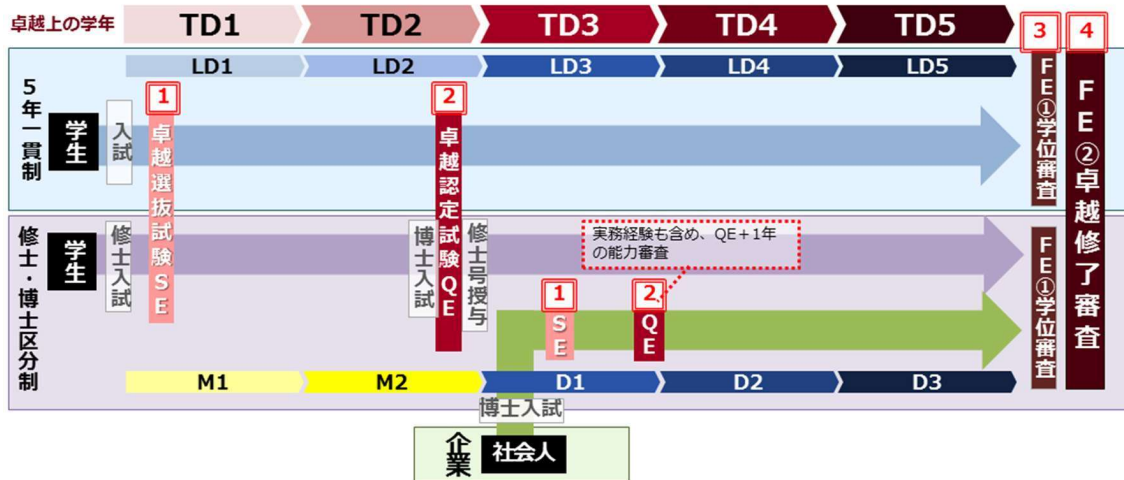 卓越上の学年
TD1
TD2
TD3
TD4
TD5
3
4
LD1
LD2
LD3
LD4
LD5
5年一貫制
学生
入試
1
卓越選抜試験SE
2
卓越認定試験QE
FE①学位審査
FE②卓越修了審査
修士・博士区分制
学生
修士入試
博士入試
修士号授与
実務経験も含め、QE+1年
の能力審査
1
SE
2
QE
FE①学位審査
M1
M2
D1
D2
D3
博士入試
企業
社会人